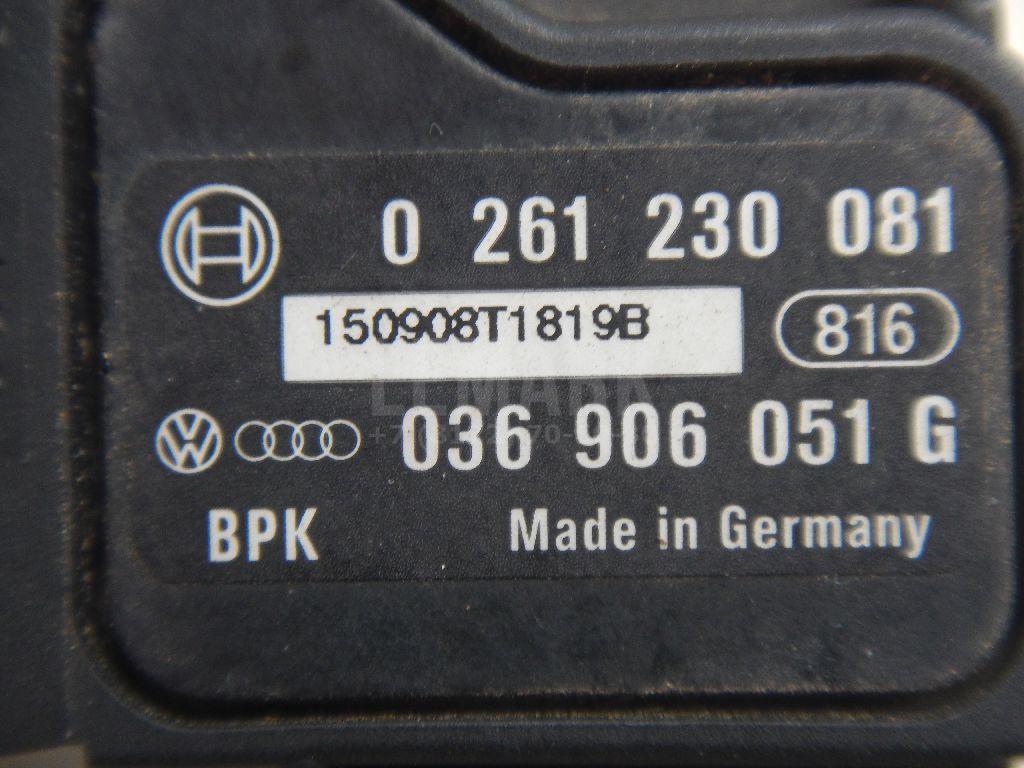 0 261 230 081
150908T1819B
816
036 906 051 G
BPK Made in Germany